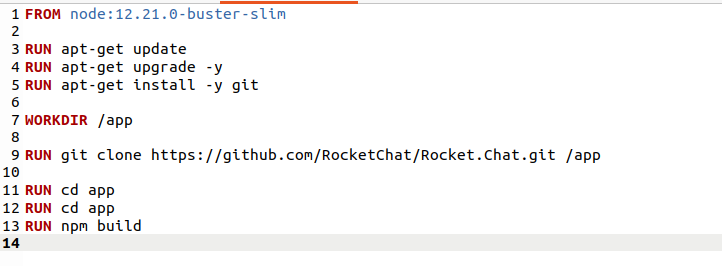 1 FROM node:12.21.0-buster-slim
2
3 RUN apt-get update
4 RUN apt-get upgrade -y
5 RUN apt-get install -y git
6
7 WORKDIR /app
8
9 RUN git clone https://github.com/RocketChat/Rocket.Chat.git /app
10
11 RUN cd app
12 RUN cd app
13 RUN npm build
14